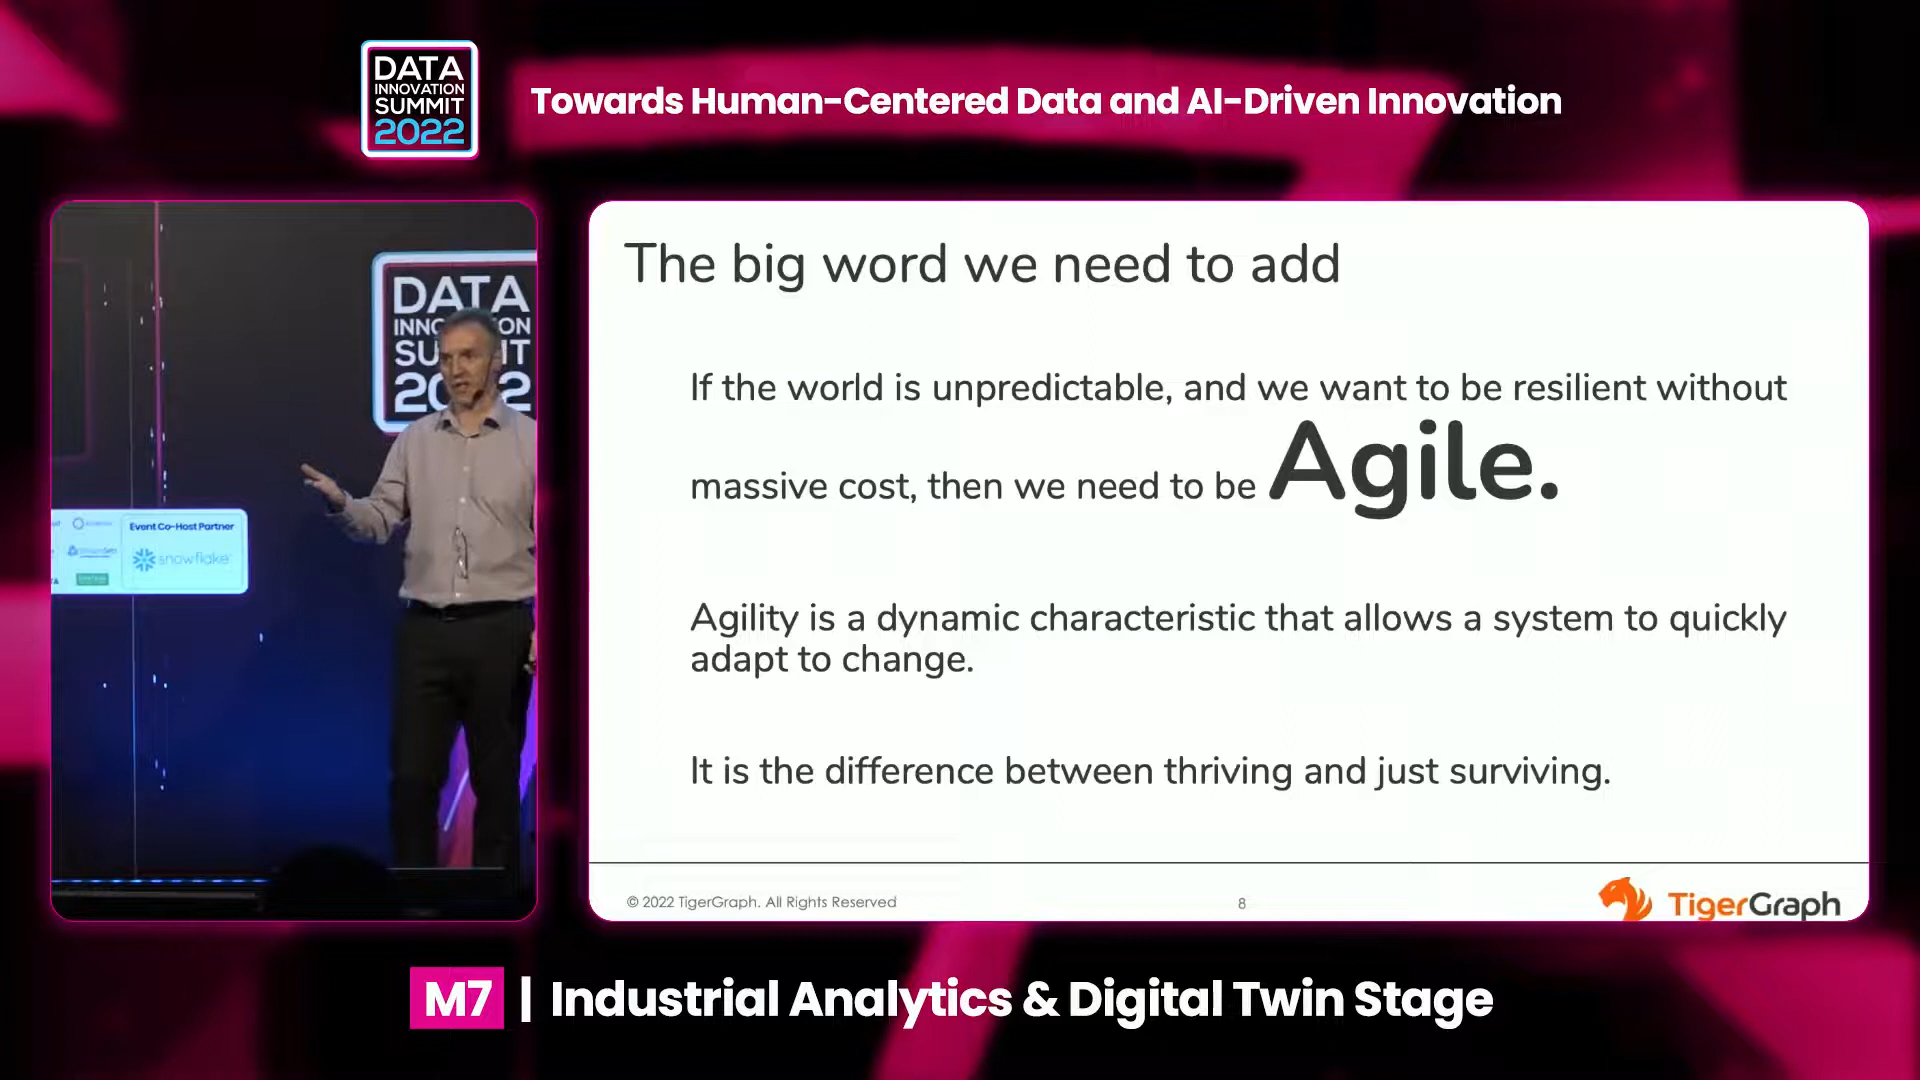 DATA
INNOVATION
SUMMIT
2022
Towards Human-Centered Data and AI-Driven Innovation
DATA
SU IT
Event Co-Host Partner
snowflake
The big word we need to add
If the world is unpredictable, and we want to be resilient without
massive cost, then we need to be Agile.
Agility is a dynamic characteristic that allows a system to quickly
adapt to change.
It is the difference between thriving and just surviving.
© 2022 TigerGraph. All Rights Reserved
8
TigerGraph
M7 | Industrial Analytics & Digital Twin Stage